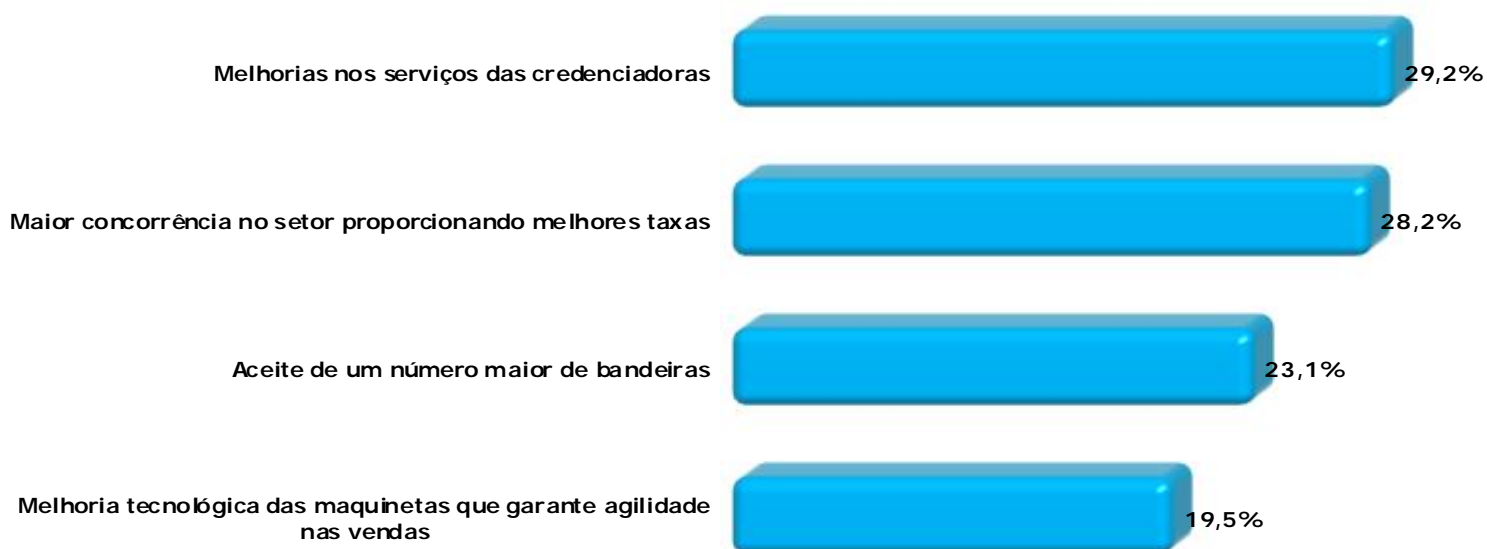 Melhorias nos serviços das credenciadoras
29,2%
Maior concorrência no setor proporcionando melhores taxas
28,2%
Aceite de um número maior de bandeiras
23,1%
Melhoria tecnológica das maquinetas que garante agilidade
nas vendas
19,5%